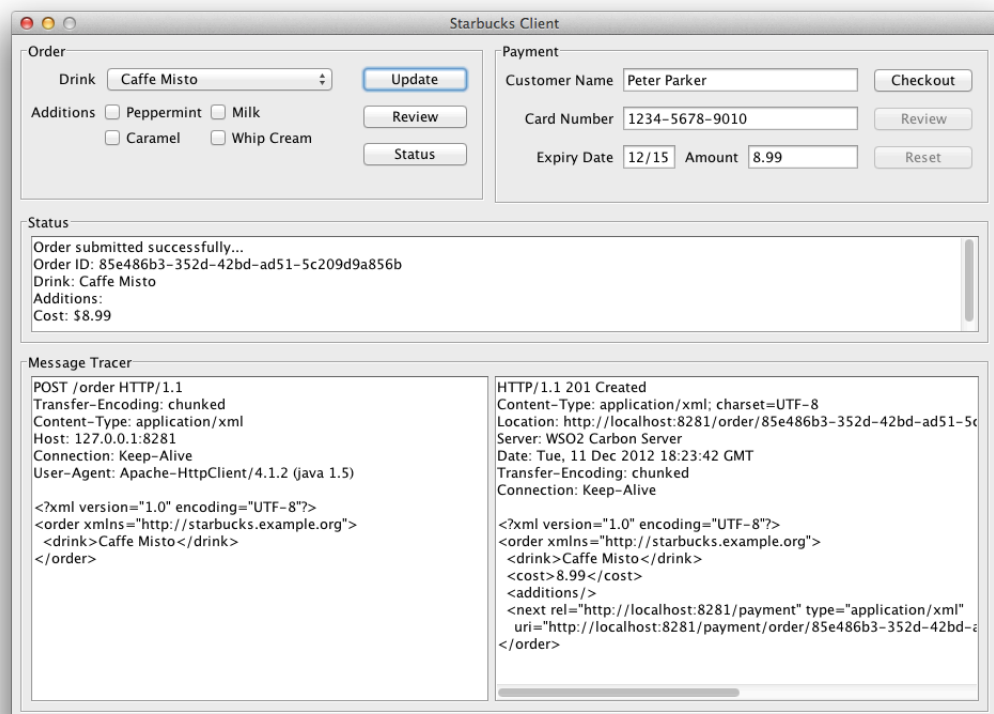 Starbucks Client
Order
Drink Caffe Misto Update
Additions Peppermint Milk Review
Caramel Whip Cream
Status
Payment
Customer Name Peter Parker Checkout
Card Number 1234-5678-9010 Review
Expiry Date 12/15 Amount 8.99 Reset
Status
Order submitted successfully...
Order ID: 85e486b3-352d-42bd-ad51-5c209d9a856b
Drink: Caffe Misto
Additions:
Cost: $8.99
Message Tracer
POST /order HTTP/1.1
Transfer-Encoding: chunked
Content-Type: application/xml
Host: 127.0.0.1:8281
Connection: Keep-Alive
User-Agent: Apache-HttpClient/4.1.2 (java 1.5)
<?xml version="1.0" encoding="UTF-8"?>
<order xmlns="http://starbucks.example.org">
<drink>Caffe Misto</drink>
</order>
HTTP/1.1 201 Created
Content-Type: application/xml; charset=UTF-8
Location: http://localhost:8281/order/85e486b3-352d-42bd-ad51-5c
Server: WSO2 Carbon Server
Date: Tue, 11 Dec 2012 18:23:42 GMT
Transfer-Encoding: chunked
Connection: Keep-Alive
<?xml version="1.0" encoding="UTF-8"?>
<order xmlns="http://starbucks.example.org">
<drink>Caffe Misto</drink>
<cost>8.99</cost>
<additions/>
<next rel="http://localhost:8281/payment" type="application/xml"
uri="http://localhost:8281/payment/order/85e486b3-352d-42bd-a
</order>